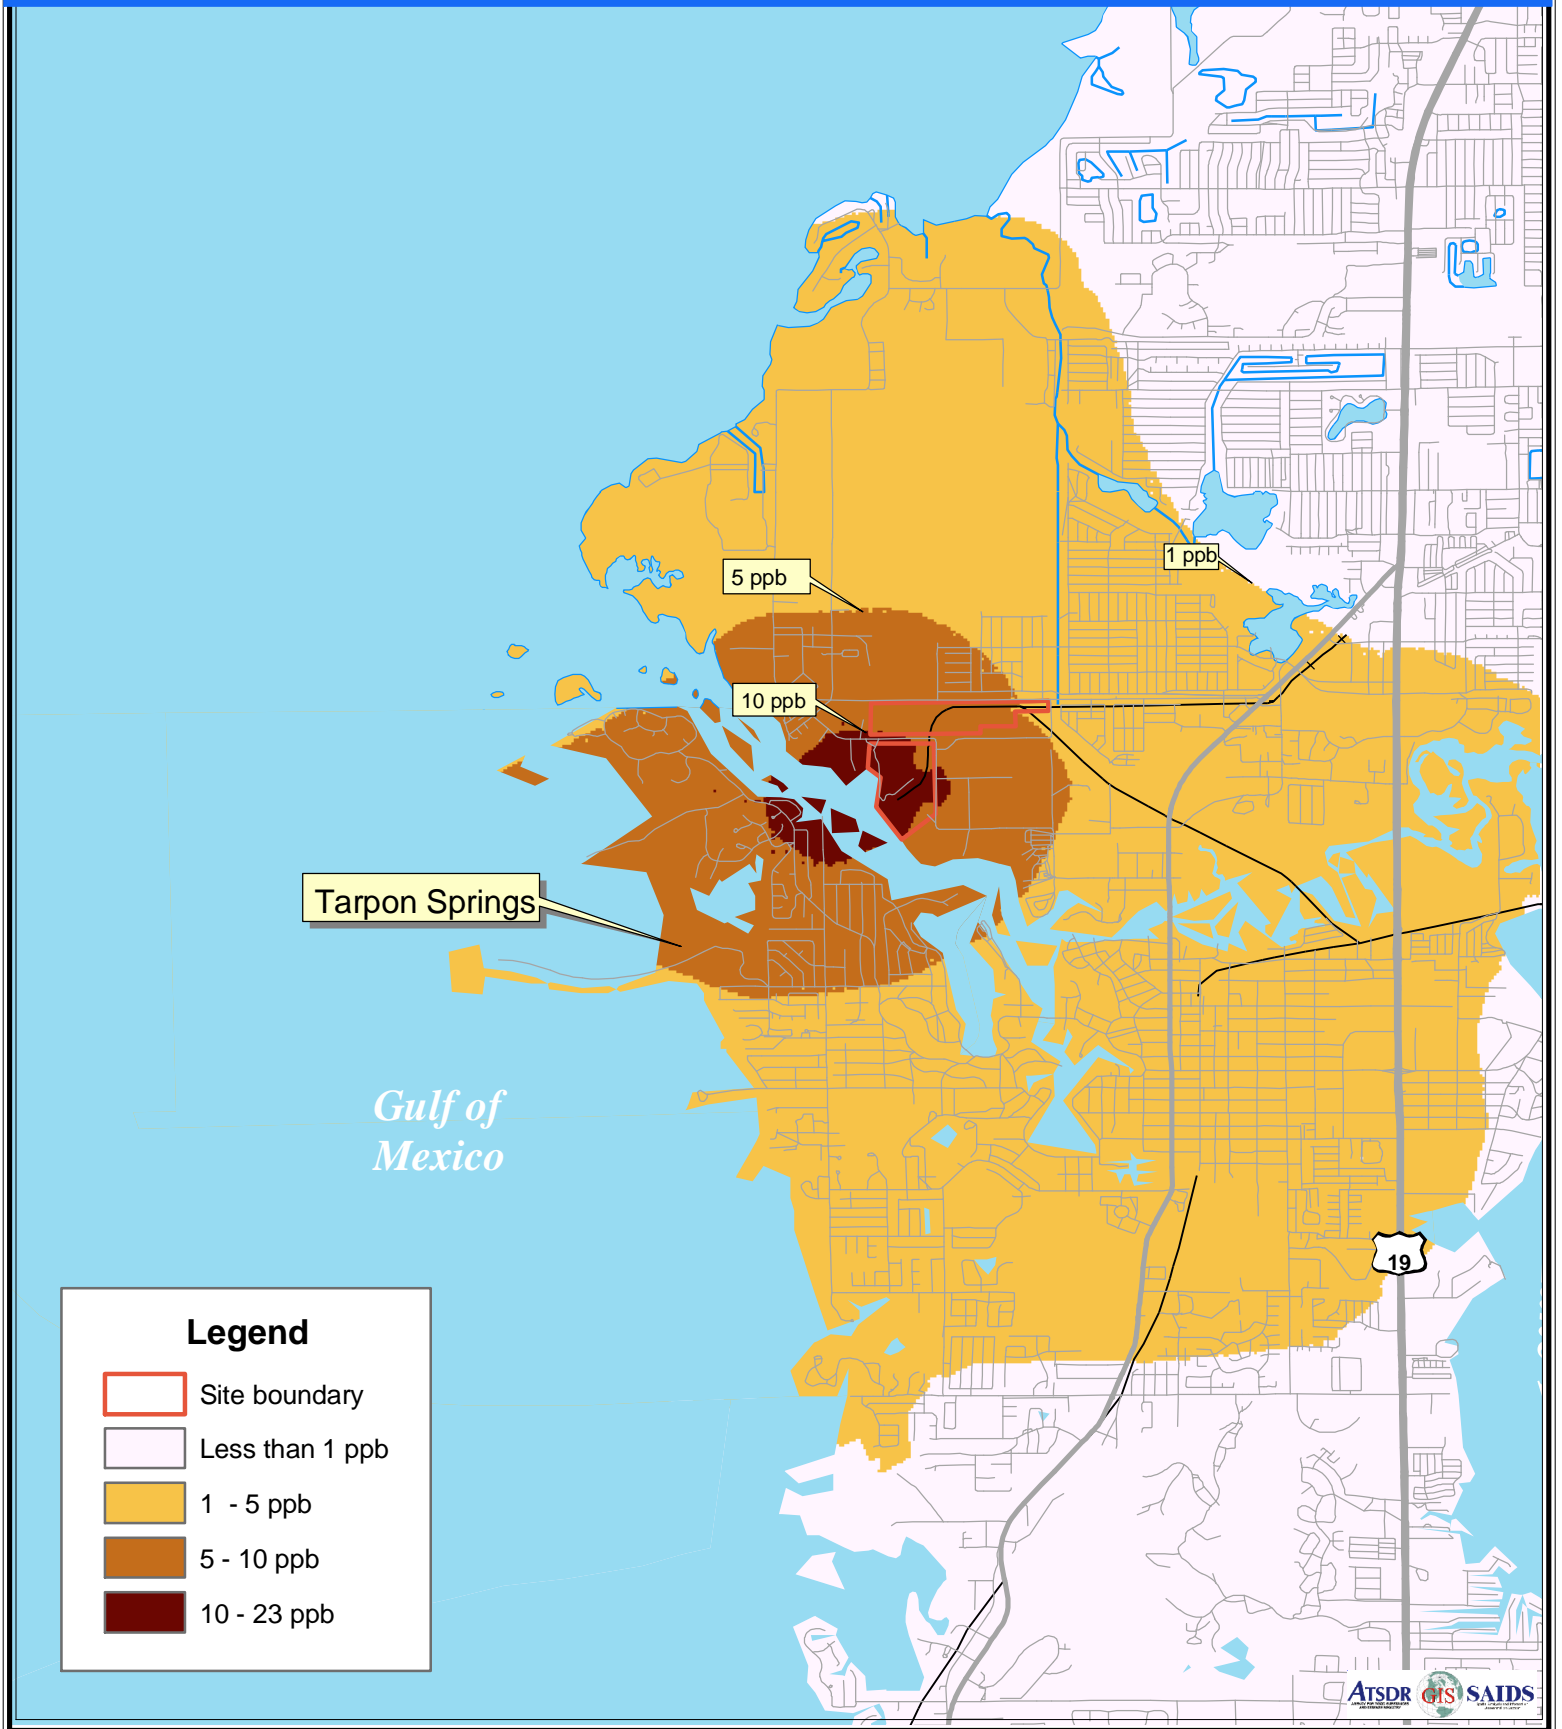 1 ppb
5 ppb
10 ppb
Tarpon Springs
Gulf of
Mexico
19
Legend
Site boundary
Less than 1 ppb
1 - 5 ppb
5 - 10 ppb
10 - 23 ppb
ATSDR GIS SAIDS